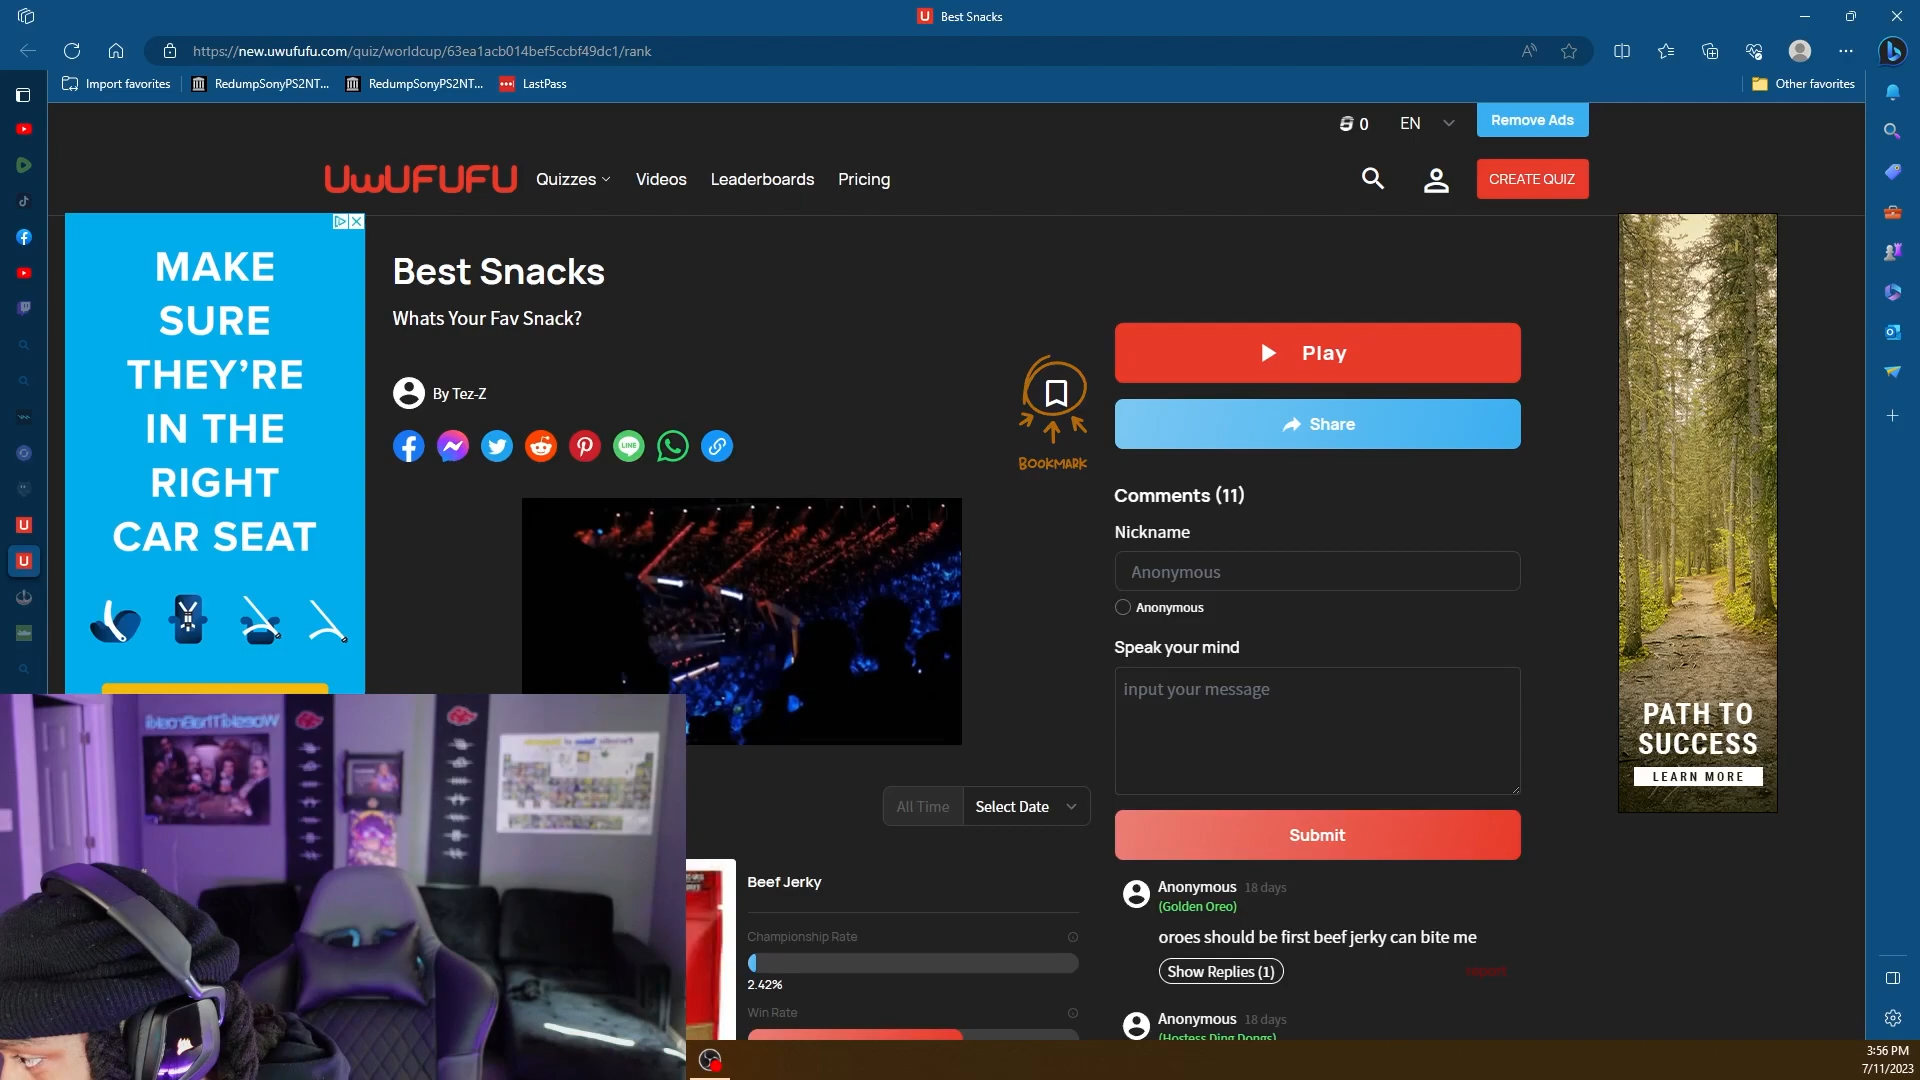 Best Snacks
https://new.uwufufu.com/quiz/worldcup/63ea1acb014bef5ccbf49dc1/rank
Import favorites
RedumpSonyPS2NT...
RedumpSonyPS2NT...
LastPass
Other favorites
0
EN
Remove Ads
UwUFUFU
Quizzes
Videos
Leaderboards
Pricing
CREATE QUIZ
MAKE
SURE
THEY'RE
IN THE
RIGHT
CAR SEAT
Best Snacks
Whats Your Fav Snack?
By Tez-Z
LINE
BOOKMARK
Play
Share
Comments (11)
Nickname
Anonymous
Anonymous
Speak your mind
input your message
Submit
All Time
Select Date
Beef Jerky
Championship Rate
2.42%
Win Rate
Anonymous 18 days
(Golden Oreo)
oroes should be first beef jerky can bite me
Show Replies (1)
report
Anonymous 18 days
(Hostess Ding Dongs)
PATH TO
SUCCESS
LEARN MORE
3:56 PM
7/11/2023